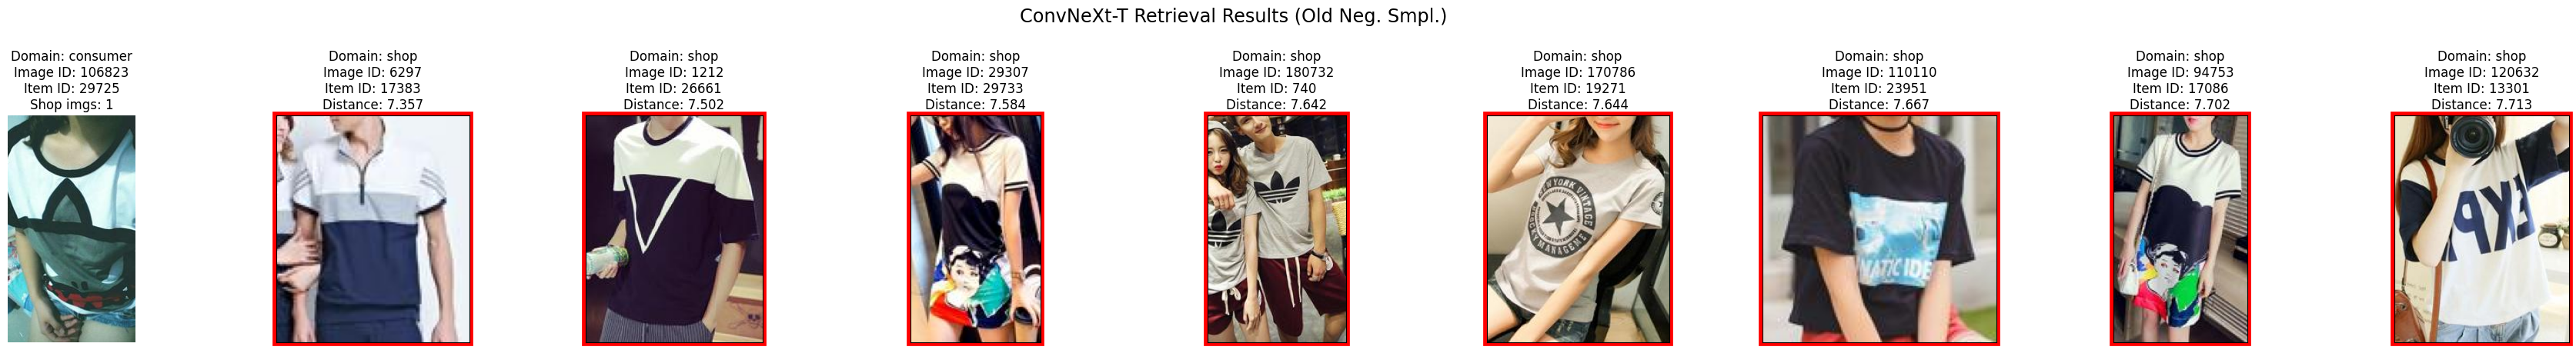 ConvNeXt-T Retrieval Results (Old Neg. Smpl.)
Domain: consumer
Image ID: 106823
Item ID: 29725
Shop imgs: 1
Domain: shop
Image ID: 6297
Item ID: 17383
Distance: 7.357
Domain: shop
Image ID: 1212
Item ID: 26661
Distance: 7.502
Domain: shop
Image ID: 29307
Item ID: 29733
Distance: 7.584
Domain: shop
Image ID: 180732
Item ID: 740
Distance: 7.642
Domain: shop
Image ID: 170786
Item ID: 19271
Distance: 7.644
NEW YORK VINTAGE
Domain: shop
Image ID: 110110
Item ID: 23951
Distance: 7.667
MATIC IDE
Domain: shop
Image ID: 94753
Item ID: 17086
Distance: 7.702
Domain: shop
Image ID: 120632
Item ID: 13301
Distance: 7.713